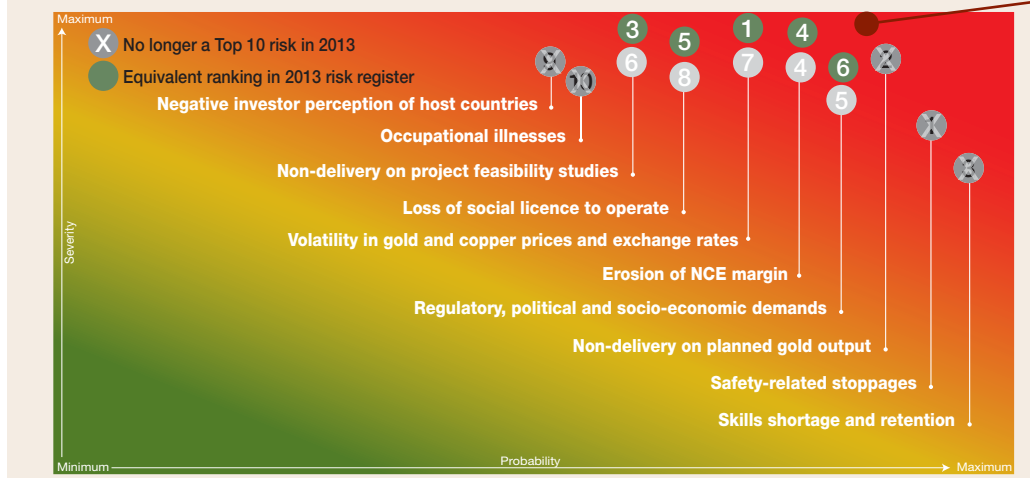 Maximum
X No longer a Top 10 risk in 2013
Equivalent ranking in 2013 risk register
3
5
1
4
6
9
10
6
8
7
4
5
2
1
Negative investor perception of host countries
Occupational illnesses
Non-delivery on project feasibility studies
Loss of social licence to operate
Volatility in gold and copper prices and exchange rates
Erosion of NCE margin
Regulatory, political and socio-economic demands
Non-delivery on planned gold output
Safety-related stoppages
Skills shortage and retention
Severity
Minimum
Probability
Maximum